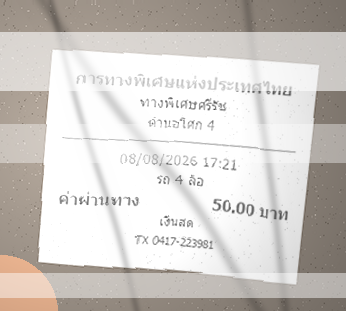 การทางพิเศษแห่งประเทศไทย
ทางพิเศษศรีรัช
ด่านอโศก 4
08/08/2026 17:21
รถ 4 ล้อ
ค่าผ่านทาง 50.00 บาท
เงินสด
TX 0417-223981